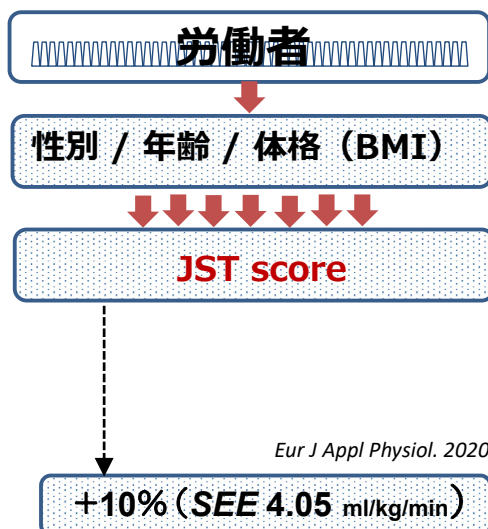 労働者
性別 / 年齢 / 体格（BMI）
JST score
Eur J Appl Physiol. 2020
+10%（SEE 4.05 ml/kg/min）